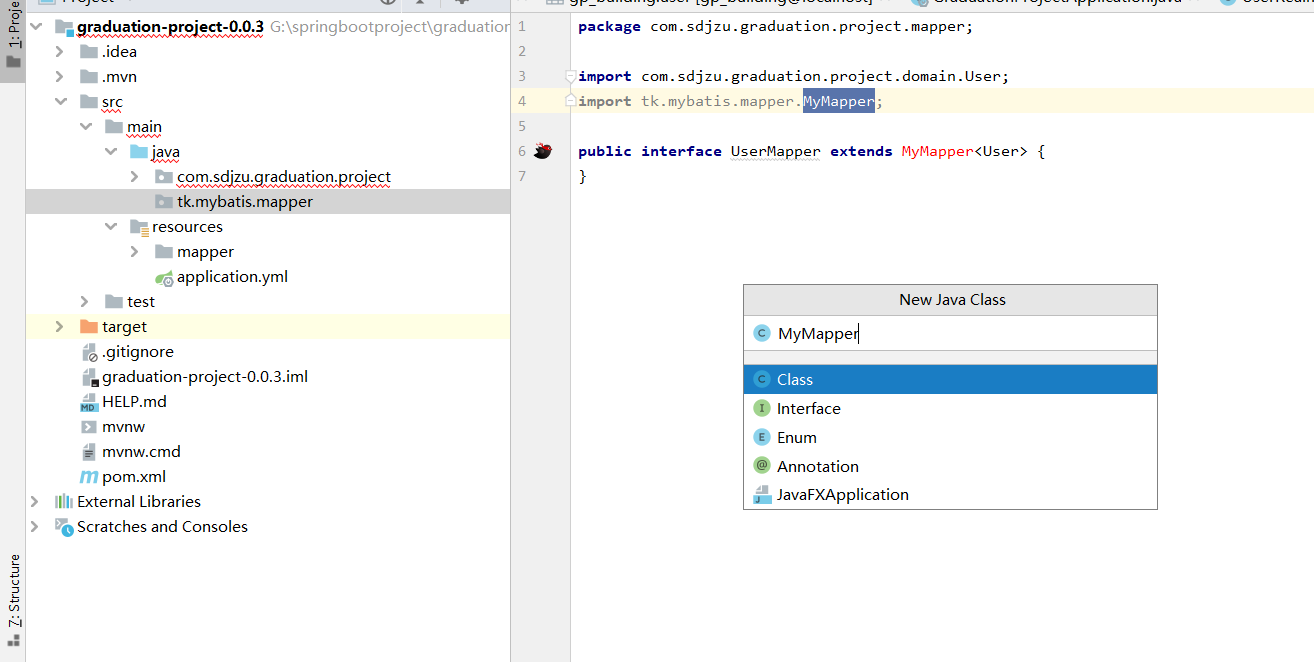 1: Proje
Project
graduation-project-0.0.3 G:\springbootproject\graduation
.idea
.mvn
src
main
java
com.sdjzu.graduation.project
tk.mybatis.mapper
resources
mapper
application.yml
test
target
.gitignore
graduation-project-0.0.3.iml
HELP.md
mvnw
mvnw.cmd
pom.xml
External Libraries
Scratches and Consoles
7: Structure
gp_building.user [gp_building@localhost]
GraduationProjectApplication.java
UserRealm
1 package com.sdjzu.graduation.project.mapper;
2
3 import com.sdjzu.graduation.project.domain.User;
4 import tk.mybatis.mapper.MyMapper;
5
6 public interface UserMapper extends MyMapper<User> {
7 }
New Java Class
C MyMapper
C Class
I Interface
E Enum
@ Annotation
JavaFXApplication